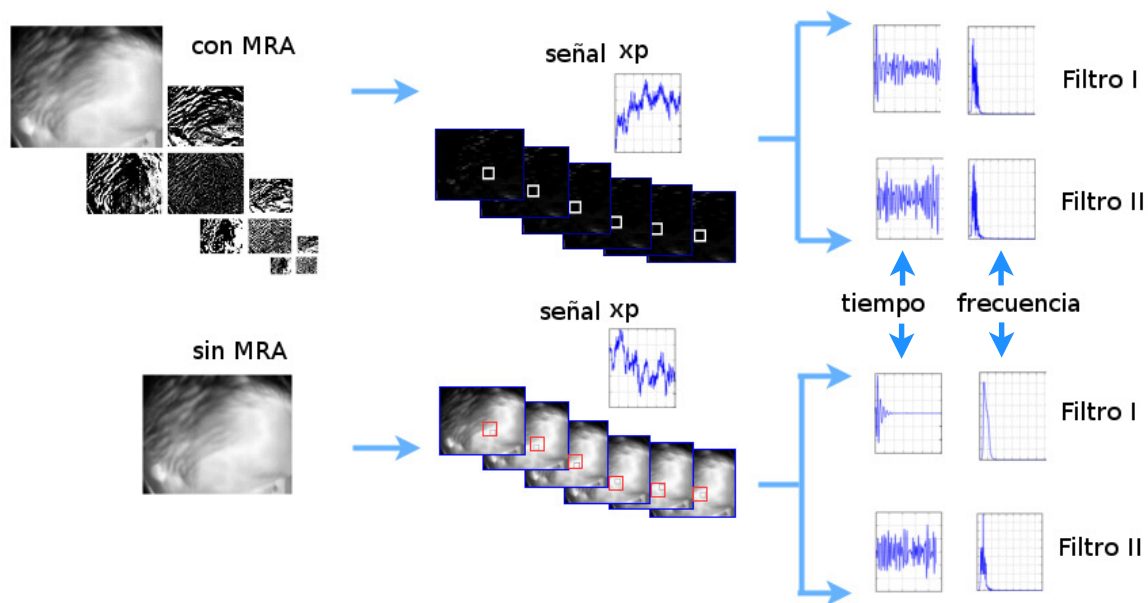 con MRA
señal xp
Filtro I
Filtro II
tiempo frecuencia
señal xp
sin MRA
Filtro I
Filtro II